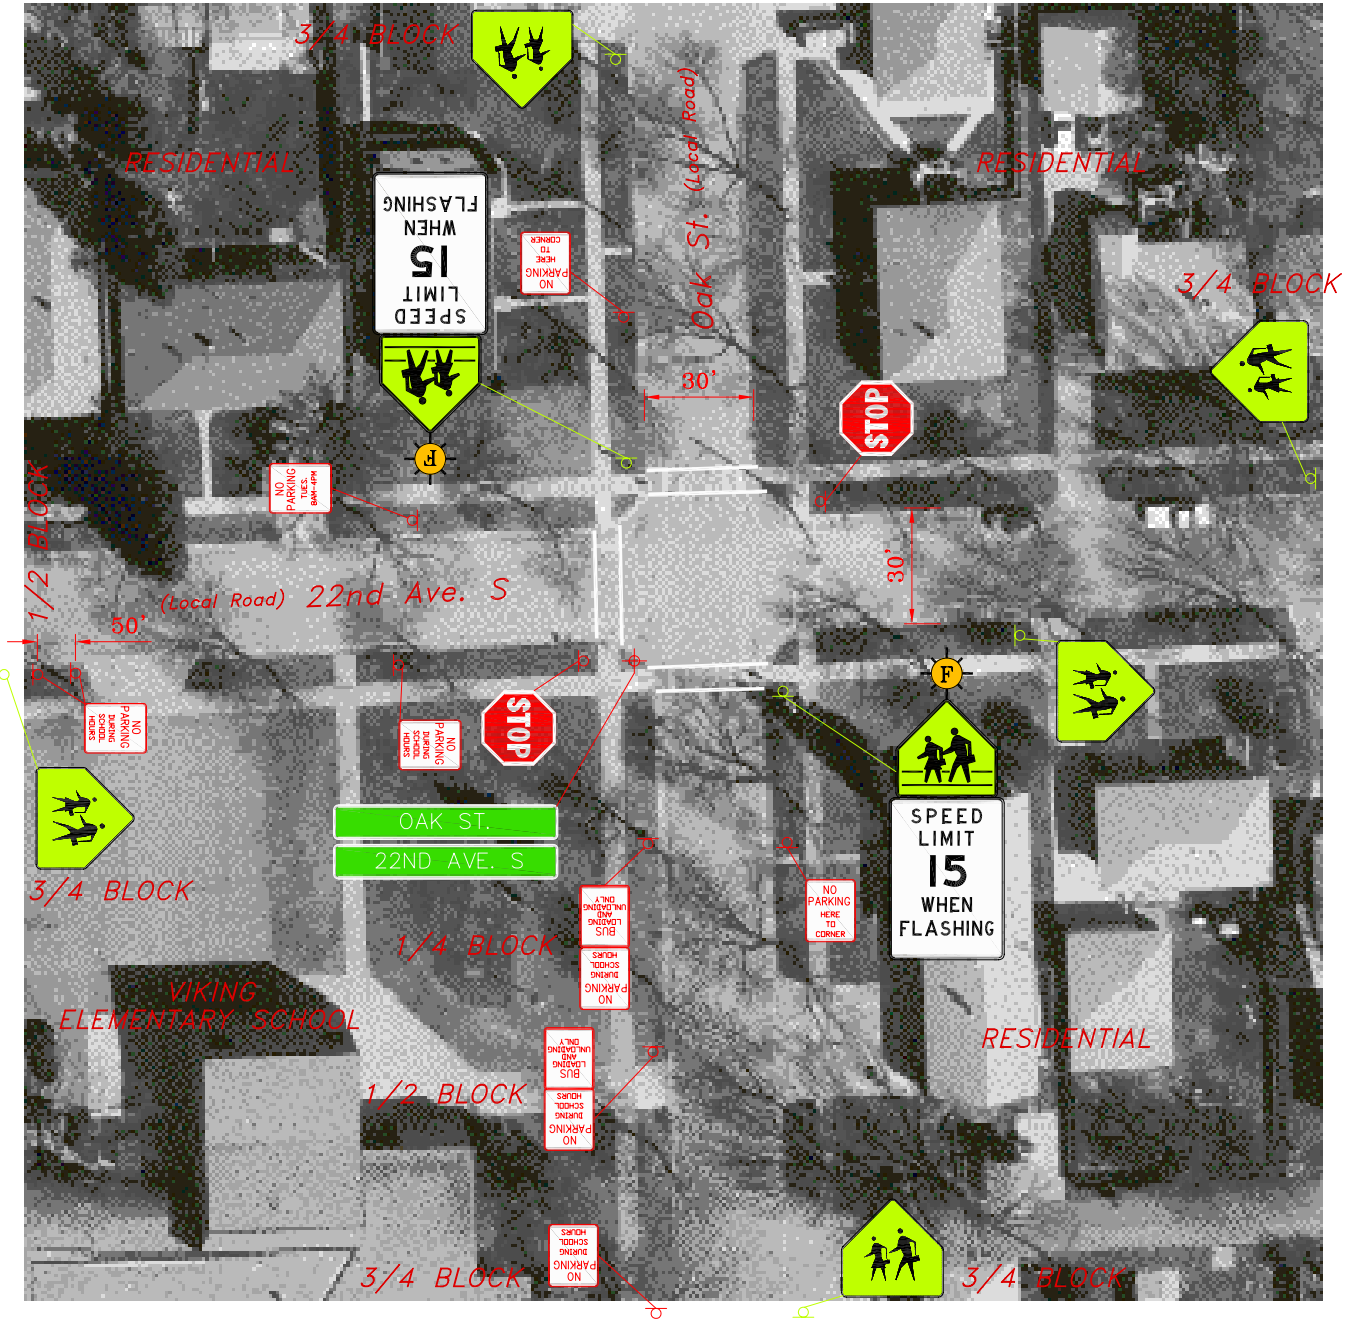 3/4 BLOCK
Oak St. (Local Road)
RESIDENTIAL
RESIDENTIAL
SPEED
LIMIT
15
WHEN
FLASHING
F
NO
PARKING
HERE
TO
CORNER
3/4 BLOCK
30'
STOP
NO
PARKING
TUES.
8AM-4PM
1/2 BLOCK
30'
(Local Road) 22nd Ave. S
50'
NO
PARKING
DURING
SCHOOL
HOURS
NO
PARKING
DURING
SCHOOL
HOURS
STOP
F
SPEED
LIMIT
15
WHEN
FLASHING
OAK ST.
22ND AVE. S
3/4 BLOCK
NO
PARKING
HERE
TO
CORNER
BUS
LOADING
AND
UNLOADING
ONLY
NO
PARKING
DURING
SCHOOL
HOURS
1/4 BLOCK
VIKING
ELEMENTARY SCHOOL
RESIDENTIAL
BUS
LOADING
AND
UNLOADING
ONLY
NO
PARKING
DURING
SCHOOL
HOURS
1/2 BLOCK
NO
PARKING
DURING
SCHOOL
HOURS
3/4 BLOCK
3/4 BLOCK